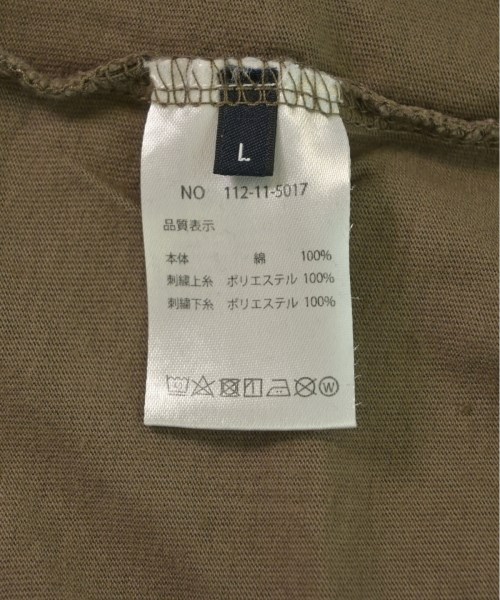 L
NO 112-11-5017
品質表示
本体 綿 100%
刺繍上糸 ポリエステル 100%
刺繍下糸 ポリエステル 100%
40 W